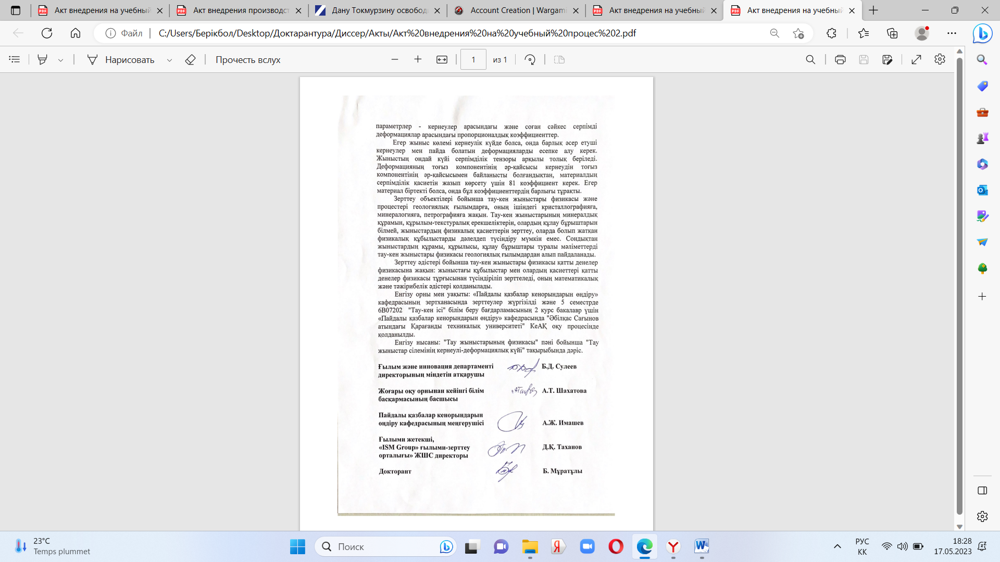 Акт внедрения на учебный
Акт внедрения производст
Дану Токмурзину освобод
Account Creation | Wargami
Акт внедрения на учебный
Акт внедрения на учебный
Файл
C:/Users/Берікбол/Desktop/Доктарантура/Диссер/Акты/Акт%20внедрения%20на%20учебный%20процес%202.pdf
Нарисовать
Прочесть вслух
1 из 1
параметрлер - кернеулер арасындағы және соған сәйкес серпімді
деформациялар арасындағы пропорционалдық коэффициенттер.
Егер жыныс көлемі кернеулік күйде болса, онда барлық әсер етуші
кернеулер мен пайда болатын деформацияларды есепке алу керек.
Жыныстың ондай күйі серпімділік тензоры арқылы толық беріледі.
Деформацияның тоғыз компонентінің әр-қайсысы кернеудін тоғыз
компонентінің әр-қайсысымен байланысты болғандықтан, материалдың
серпімділік қасиетін жазып көрсету үшін 81 коэффициент керек. Егер
материал біртекті болса, онда бұл коэффициенттердің барлығы тұрақты.
Зерттеу объектілері бойынша тау-кен жыныстары физикасы және
процестері геологиялық ғылымдарға, оның ішіндегі кристаллографияға,
минералогияға, петрографияға жақын. Тау-кен жыныстарының минералдық
құрамын, құрылым-текстуралық ерекшеліктерін, олардың құлау бұрыштарын
білмей, жыныстардың физикалық қасиеттерін зерттеу, оларда болып жатқан
физикалық құбылыстарды дәлелдеп түсіндіру мүмкін емес. Сондықтан
жыныстардың құрамы, құрылысы, құлау бұрыштары туралы мәліметтерді
тау-кен жыныстары физикасы геологиялық ғылымдардан алып пайдаланады.
Зерттеу әдістері бойынша тау-кен жыныстары физикасы қатты денелер
физикасына жақын: жыныстағы құбылыстар мен олардың қасиеттері қатты
денелер физикасы тұрғысынан түсіндіріліп зерттеледі, оның математикалық
және тәжірибелік әдістері қолданылады.
Енгізу орны мен уақыты: «Пайдалы қазбалар кенорындарын өңдіру»
кафедрасының зертханасында зерттеулер жүргізілді және 5 семестрде
6В07202 "Тау-кен ісі" білім беру бағдарламасының 2 курс бакалавр үшін
«Пайдалы қазбалар кенорындарын өңдіру» кафедрасында "Әбілқас Сағынов
атындағы Қарағанды техникалық университеті" КеАҚ оқу процесінде
қолданылды.
Енгізу нысаны: "Тау жыныстарының физикасы" пәні бойынша "Тау
жыныстар сілемінің кернеулі-деформациялық күйі" тақырыбында дәріс.
Ғылым және инновация департаменті
директорының міндетін атқарушы
Б.Д. Сулеев
Жоғары оқу орнынан кейінгі білім
басқармасының басшысы
А.Т. Шахатова
Пайдалы қазбалар кенорындарын
өңдіру кафедрасының меңгерушісі
А.Ж. Имашев
Ғылыми жетекші,
«ISM Group» ғылыми-зерттеу
орталығы» ЖШС директоры
Д.Қ. Таханов
Докторант
Б. Мұратұлы
23°C
Temps plummet
Поиск
РУС
КК
18:28
17.05.2023